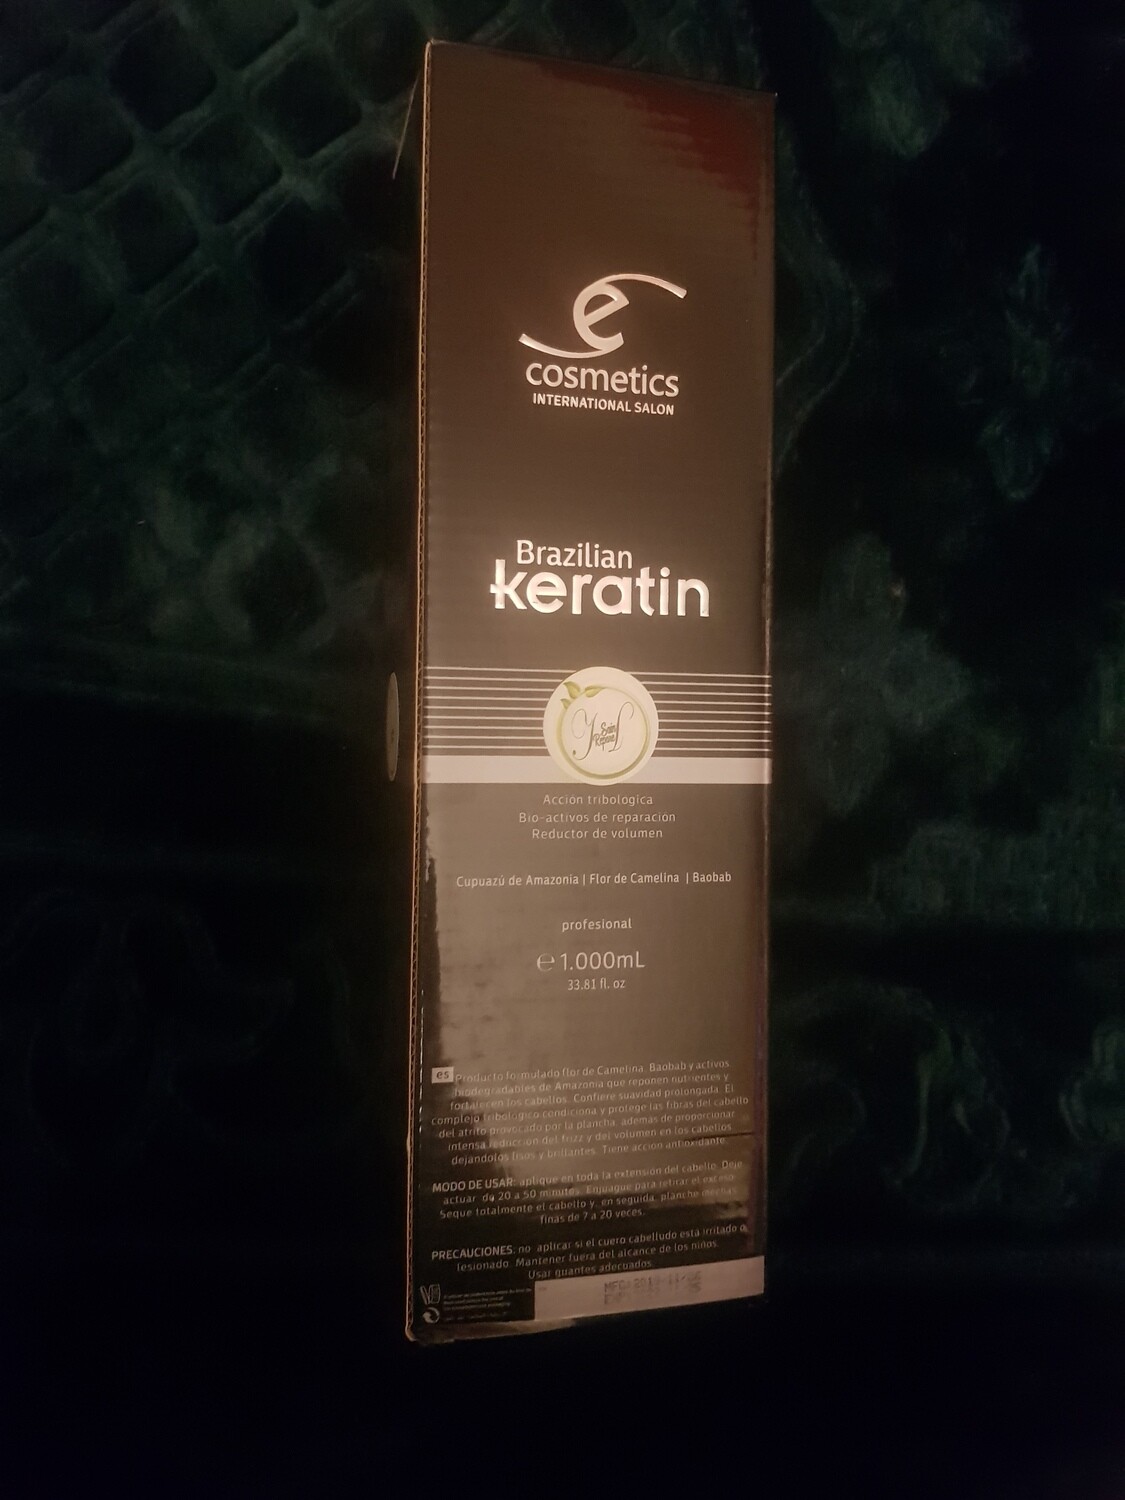 e
cosmetics
INTERNATIONAL SALON
Brazilian
keratin
Acción tribológica
Bio-activos de reparación
Reductor de volumen
Cupuazú de Amazonia | Flor de Camelina | Baobab
profesional
℮ 1.000mL
33.81 fl. oz
es Producto formulado flor de Camelina, Baobab y activos
biodegradables de Amazonia que reponen nutrientes y
fortalecen los cabellos. Confiere suavidad prolongada. El
complejo tribológico condiciona y protege las fibras del cabello
del atrito provocado por la plancha, además de proporcionar
intensa reducción del frizz y del volumen en los cabellos
dejándolos lisos y brillantes. Tiene acción antioxidante.
MODO DE USAR: aplique en toda la extensión del cabello. Deje
actuar de 20 a 50 minutos. Enjuague para retirar el exceso.
Seque totalmente el cabello y, en seguida, planche mechas
finas de 7 a 20 veces.
PRECAUCIONES: no aplicar si el cuero cabelludo está irritado o
lesionado. Mantener fuera del alcance de los niños.
Usar guantes adecuados.